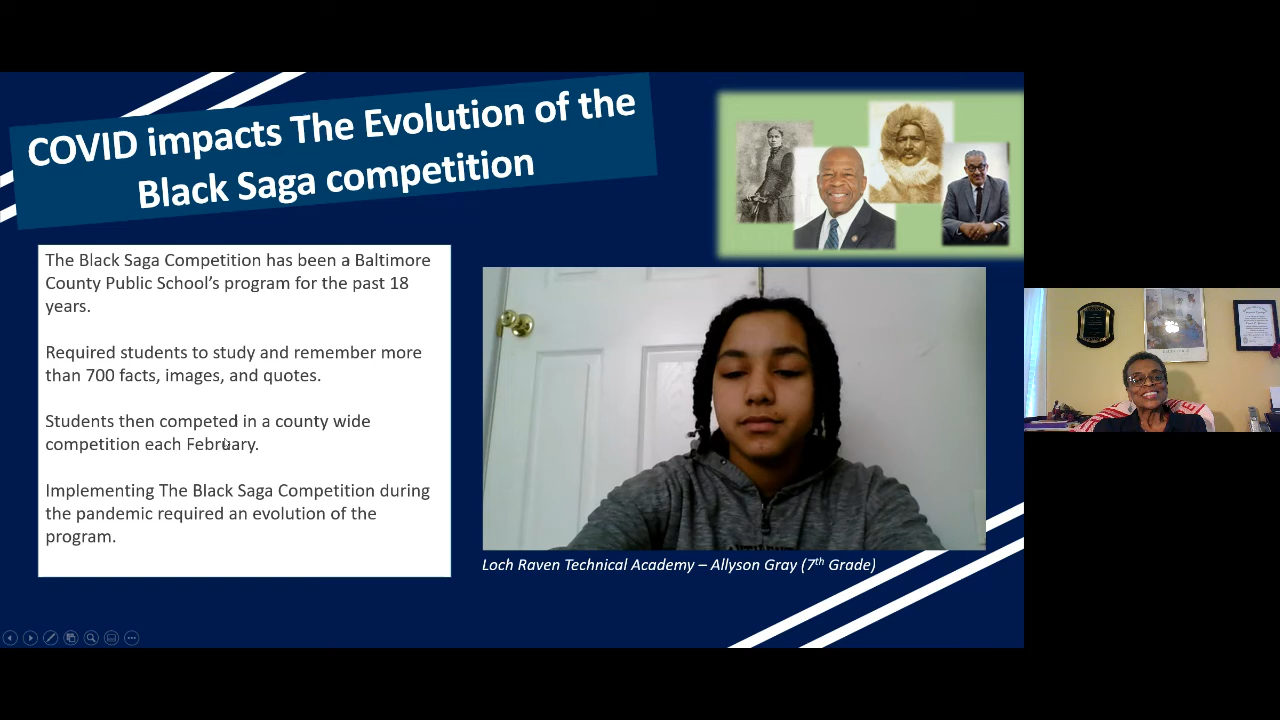 COVID impacts The Evolution of the
Black Saga competition
The Black Saga Competition has been a Baltimore
County Public School's program for the past 18
years.
Required students to study and remember more
than 700 facts, images, and quotes.
Students then competed in a county wide
competition each February.
Implementing The Black Saga Competition during
the pandemic required an evolution of the
program.
Loch Raven Technical Academy – Allyson Gray (7th Grade)